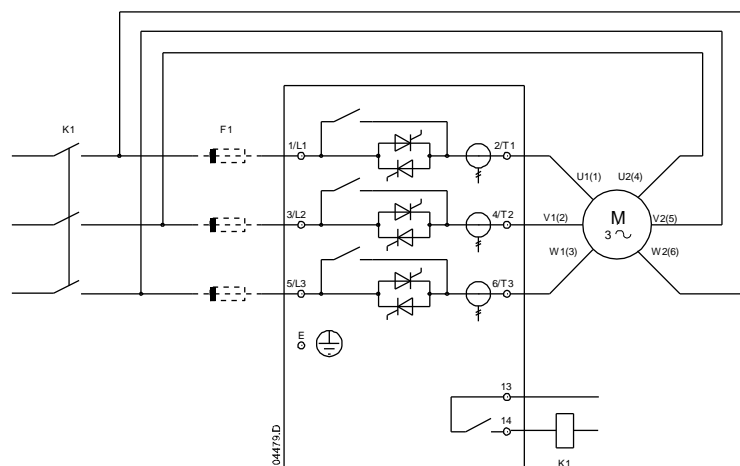 K1
F1
1/L1
2/T1
U1(1)
U2(4)
3/L2
4/T2
V1(2)
M
3
V2(5)
W1(3)
W2(6)
5/L3
6/T3
E
13
14
K1
04479.D